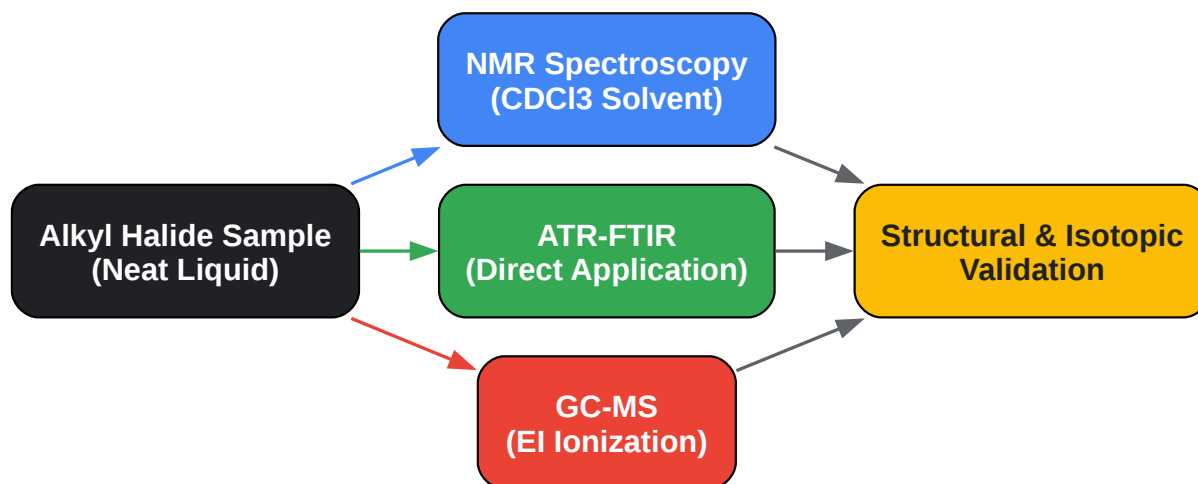 NMR Spectroscopy
(CDCl3 Solvent)
Alkyl Halide Sample
(Neat Liquid)
ATR-FTIR
(Direct Application)
Structural & Isotopic
Validation
GC-MS
(EI Ionization)